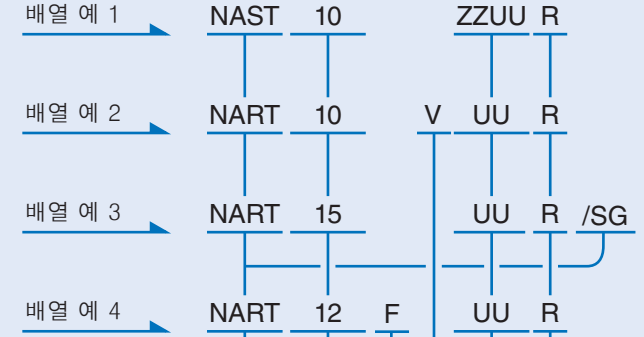 배열 예 1 NAST 10 ZZUU R
배열 예 2 NART 10 V UU R
배열 예 3 NART 15 UU R /SG
배열 예 4 NART 12 F UU R